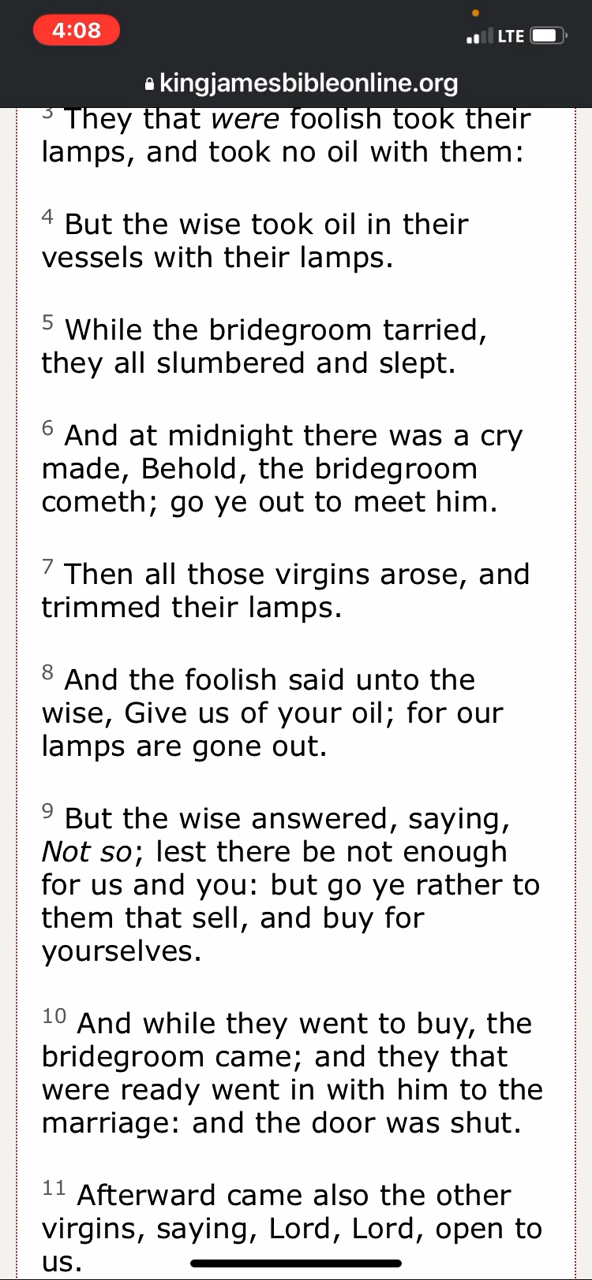 4:08
LTE
kingjamesbibleonline.org
3 They that were foolish took their
lamps, and took no oil with them:
4 But the wise took oil in their
vessels with their lamps.
5 While the bridegroom tarried,
they all slumbered and slept.
6 And at midnight there was a cry
made, Behold, the bridegroom
cometh; go ye out to meet him.
7 Then all those virgins arose, and
trimmed their lamps.
8 And the foolish said unto the
wise, Give us of your oil; for our
lamps are gone out.
9 But the wise answered, saying,
Not so; lest there be not enough
for us and you: but go ye rather to
them that sell, and buy for
yourselves.
10 And while they went to buy, the
bridegroom came; and they that
were ready went in with him to the
marriage: and the door was shut.
11 Afterward came also the other
virgins, saying, Lord, Lord, open to
us.